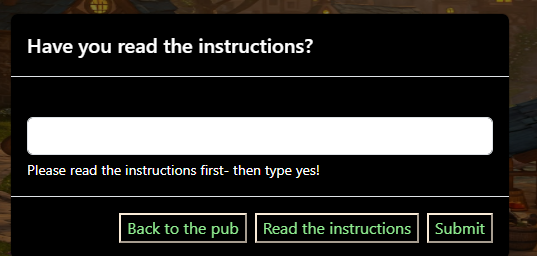 Have you read the instructions?
Please read the instructions first- then type yes!
Back to the pub Read the instructions Submit